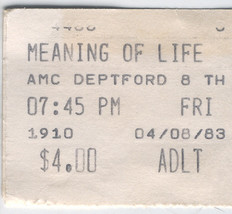 MEANING OF LIFE
AMC DEPTFORD 8 TH
07:45 PM FRI
1910 04/08/83
$4.00 ADLT